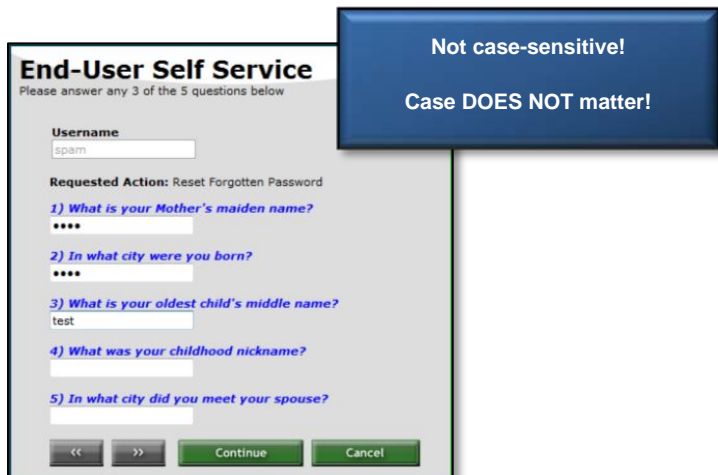 Not case-sensitive!
Case DOES NOT matter!
End-User Self Service
Please answer any 3 of the 5 questions below
Username
spam
Requested Action: Reset Forgotten Password
1) What is your Mother's maiden name?
••••
2) In what city were you born?
••••
3) What is your oldest child's middle name?
test
4) What was your childhood nickname?
5) In what city did you meet your spouse?
<< >> Continue Cancel